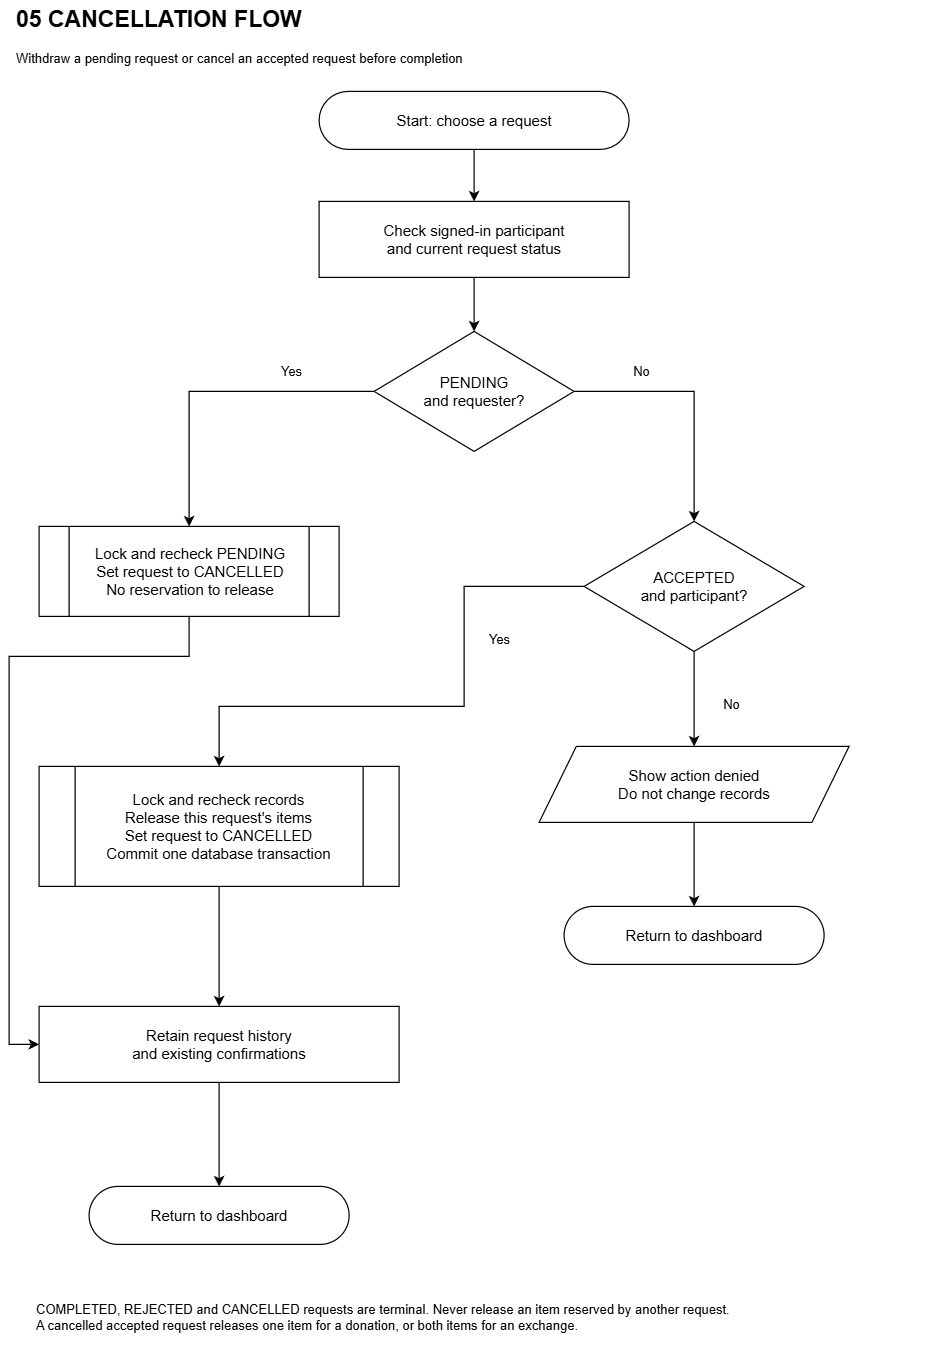 05 CANCELLATION FLOW
Withdraw a pending request or cancel an accepted request before completion
Start: choose a request
Check signed-in participant
and current request status
PENDING
and requester?
Yes
No
Lock and recheck PENDING
Set request to CANCELLED
No reservation to release
ACCEPTED
and participant?
Yes
No
Lock and recheck records
Release this request's items
Set request to CANCELLED
Commit one database transaction
Show action denied
Do not change records
Return to dashboard
Retain request history
and existing confirmations
Return to dashboard
COMPLETED, REJECTED and CANCELLED requests are terminal. Never release an item reserved by another request.
A cancelled accepted request releases one item for a donation, or both items for an exchange.